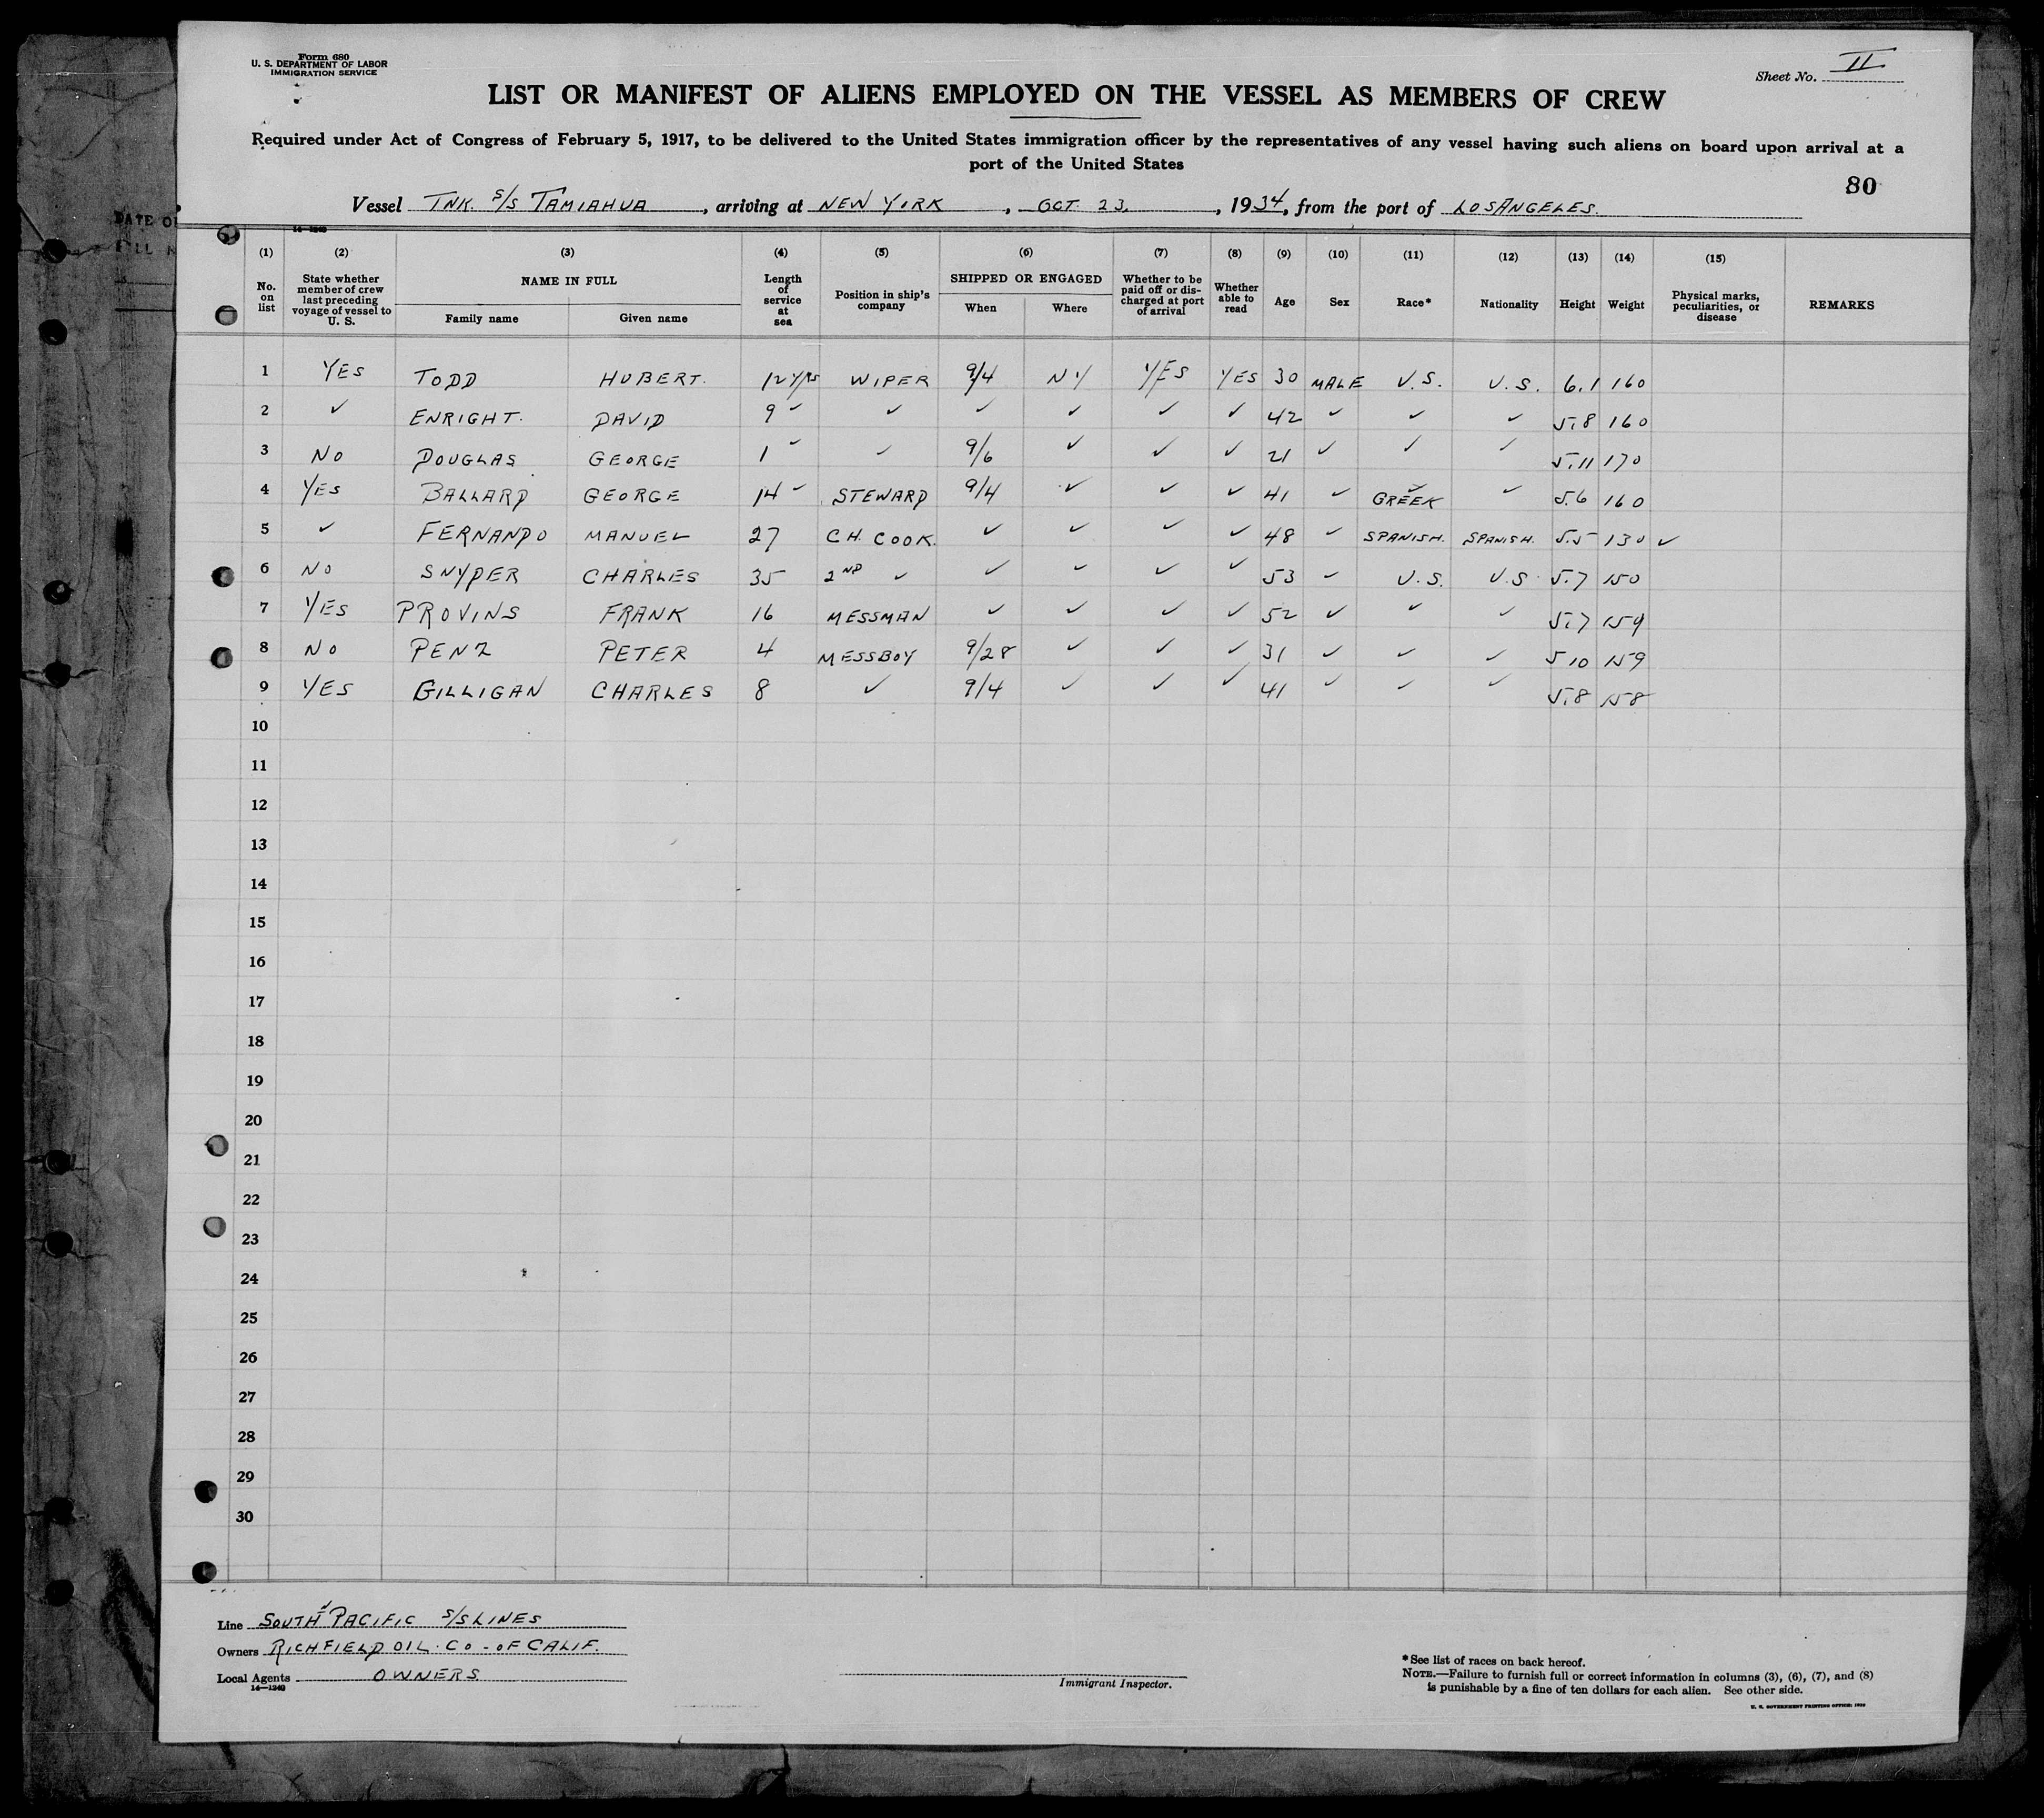 Form 680
U. S. DEPARTMENT OF LABOR
IMMIGRATION SERVICE
Sheet No. II
LIST OR MANIFEST OF ALIENS EMPLOYED ON THE VESSEL AS MEMBERS OF CREW
Required under Act of Congress of February 5, 1917, to be delivered to the United States immigration officer by the representatives of any vessel having such aliens on board upon arrival at a
port of the United States
80
Vessel TNK. S/S TAMIAHUA, arriving at NEW YORK, OCT 23, 1934, from the port of LOS ANGELES.
DATE O
14—1240
(1) (2) (3) (4) (5) (6) (7) (8) (9) (10) (11) (12) (13) (14) (15)
No. on list
State whether member of crew last preceding voyage of vessel to U. S.
NAME IN FULL
Family name
Given name
Length of service at sea
Position in ship's company
SHIPPED OR ENGAGED
When
Where
Whether to be paid off or discharged at port of arrival
Whether able to read
Age
Sex
Race*
Nationality
Height
Weight
Physical marks, peculiarities, or disease
REMARKS
1 YES TODD HUBERT. 12 YRS WIPER 9/4 NY YES YES 30 MALE U.S. U.S. 6.1 160
2 ✓ ENRIGHT. DAVID 9 ✓ ✓ ✓ ✓ ✓ ✓ 42 ✓ ✓ ✓ 5.8 160
3 NO DOUGLAS GEORGE 1 ✓ ✓ 9/6 ✓ ✓ ✓ 21 ✓ ✓ ✓ 5.11 170
4 YES BALLARD GEORGE 14 ✓ STEWARD 9/4 ✓ ✓ ✓ 41 ✓ ✓ GREEK ✓ 5.6 160
5 ✓ FERNANDO MANUEL 27 CH. COOK. ✓ ✓ ✓ ✓ 48 ✓ SPANISH. SPANISH. 5.5 130 ✓
6 NO SNYDER CHARLES 35 2ND ✓ ✓ ✓ ✓ ✓ 53 ✓ U.S. U.S. 5.7 150
7 YES PROVINS FRANK 16 MESSMAN ✓ ✓ ✓ ✓ 52 ✓ ✓ ✓ 5.7 159
8 NO PENZ PETER 4 MESSBOY 9/28 ✓ ✓ ✓ 31 ✓ ✓ ✓ 5 10 159
9 YES GILLIGAN CHARLES 8 ✓ 9/4 ✓ ✓ ✓ 41 ✓ ✓ ✓ 5.8 158
10
11
12
13
14
15
16
17
18
19
20
21
22
23
24
25
26
27
28
29
30
Line SOUTH PACIFIC S/S LINES
Owners RICHFIELD OIL. CO - OF CALIF.
Local Agents OWNERS
14—1240
Immigrant Inspector.
*See list of races on back hereof.
NOTE.—Failure to furnish full or correct information in columns (3), (6), (7), and (8)
is punishable by a fine of ten dollars for each alien. See other side.
U. S. GOVERNMENT PRINTING OFFICE: